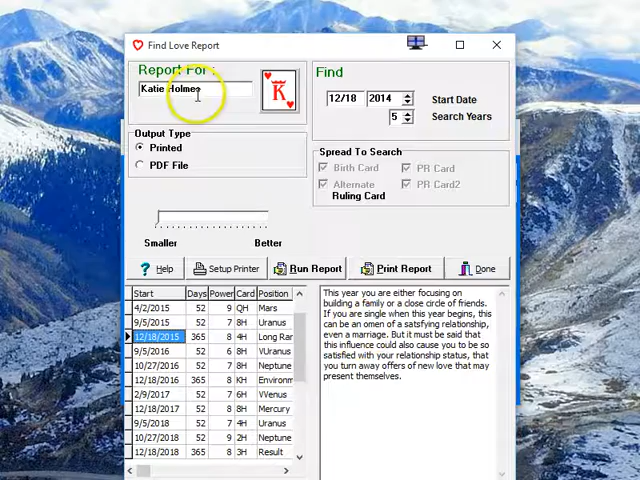 Find Love Report
Report For :
Katie Holmes
K
K
Find
12/18 2014 Start Date
5 Search Years
Output Type
Printed
PDF File
Spread To Search
Birth Card PR Card
Alternate PR Card2
Ruling Card
Smaller Better
? Help Setup Printer Run Report Print Report Done
Start Days Power Card Position
4/2/2015 52 9 QH Mars
9/5/2015 52 7 8H Uranus
12/18/2015 365 8 4H Long Ran
9/5/2016 52 6 8H VUranus
10/27/2016 52 7 8H Neptune
12/18/2016 365 8 KH Environm
2/9/2017 52 7 6H VVenus
12/18/2017 52 8 8H Mercury
9/5/2018 52 7 4H Uranus
10/27/2018 52 9 2H Neptune
12/18/2018 365 8 3H Result
This year you are either focusing on
building a family or a close circle of friends.
If you are single when this year begins, this
can be an omen of a satsfying relationship,
even a marriage. But it must be said that
this influence could also cause you to be so
satisfied with your relationship status, that
you turn away offers of new love that may
present themselves.